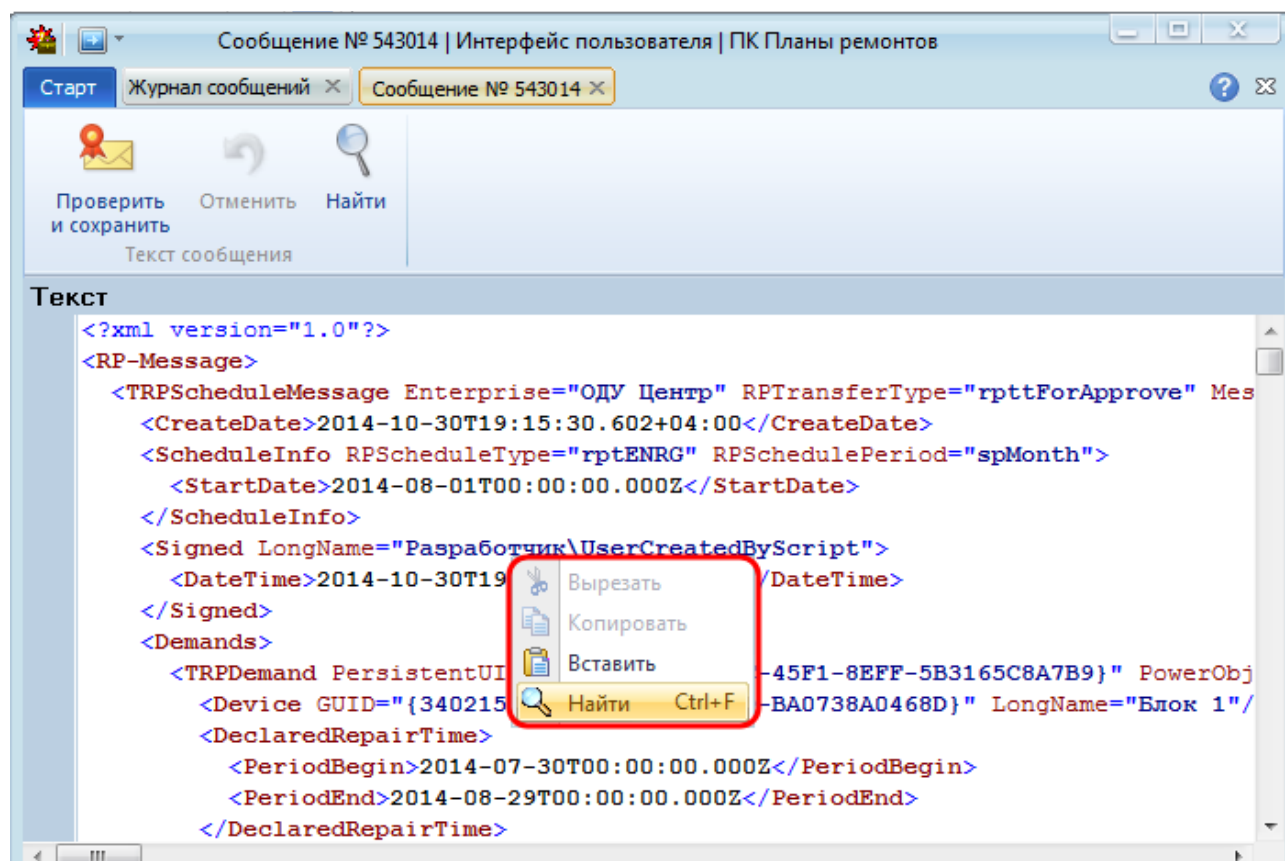 Сообщение № 543014 | Интерфейс пользователя | ПК Планы ремонтов
Старт Журнал сообщений Сообщение № 543014
Проверить и сохранить
Отменить
Найти
Текст сообщения
Текст
<?xml version="1.0"?>
<RP-Message>
<TRPScheduleMessage Enterprise="ОДУ Центр" RPTransferType="rpttForApprove" Mes
<CreateDate>2014-10-30T19:15:30.602+04:00</CreateDate>
<ScheduleInfo RPScheduleType="rptENRG" RPSchedulePeriod="spMonth">
<StartDate>2014-08-01T00:00:00.000Z</StartDate>
</ScheduleInfo>
<Signed LongName="Разработчик\UserCreatedByScript">
<DateTime>2014-10-30T19 /DateTime>
</Signed>
<Demands>
<TRPDemand PersistentUI -45F1-8EFF-5B3165C8A7B9}" PowerObj
<Device GUID="{340215 -BA0738A0468D}" LongName="Блок 1"/
<DeclaredRepairTime>
<PeriodBegin>2014-07-30T00:00:00.000Z</PeriodBegin>
<PeriodEnd>2014-08-29T00:00:00.000Z</PeriodEnd>
</DeclaredRepairTime>
Вырезать
Копировать
Вставить
Найти Ctrl+F